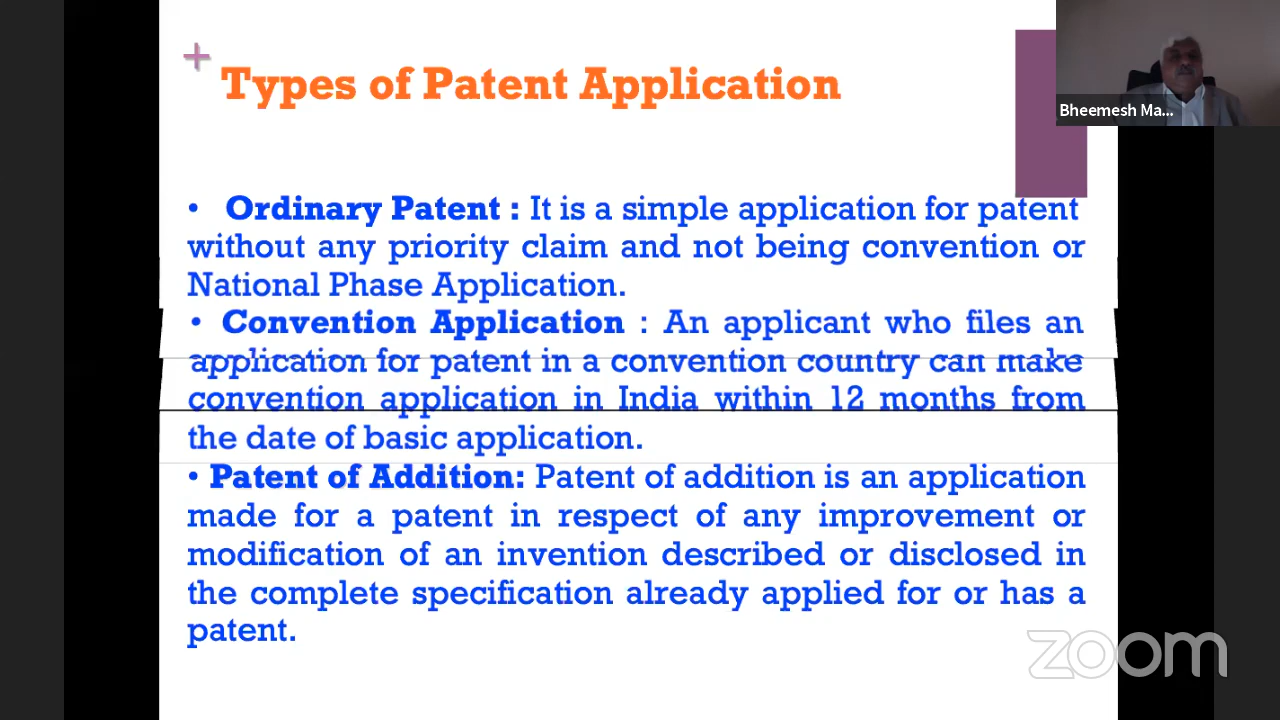 +
Types of Patent Application
Bheemesh Ma...
• Ordinary Patent : It is a simple application for patent
without any priority claim and not being convention or
National Phase Application.
• Convention Application : An applicant who files an
application for patent in a convention country can make
convention application in India within 12 months from
the date of basic application.
• Patent of Addition: Patent of addition is an application
made for a patent in respect of any improvement or
modification of an invention described or disclosed in
the complete specification already applied for or has a
patent.
zoom